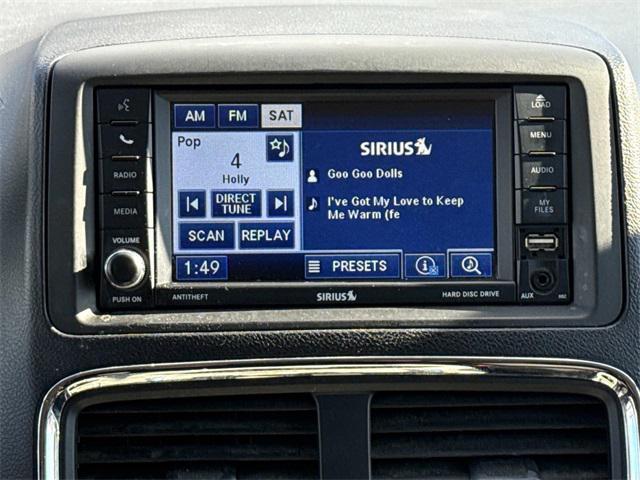 AM FM SAT
Pop
4
Holly
DIRECT
TUNE
SCAN REPLAY
1:49
SIRIUS
Goo Goo Dolls
I've Got My Love to Keep
Me Warm (fe
PRESETS
RADIO
MEDIA
VOLUME
PUSH ON
LOAD
MENU
AUDIO
MY
FILES
AUX
ANTITHEFT
SIRIUS
HARD DISC DRIVE